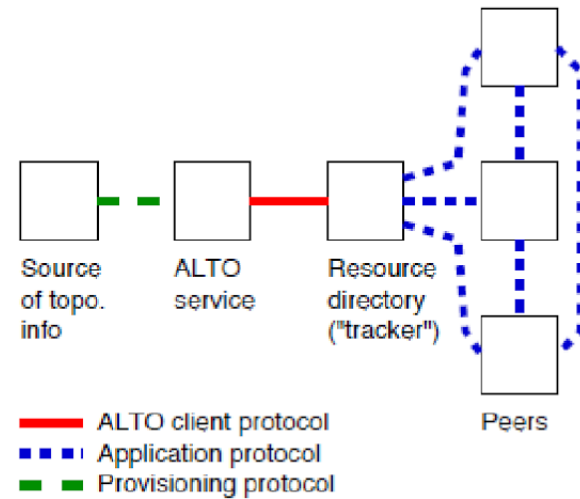 Source
of topo.
info
ALTO
service
Resource
directory
("tracker")
Peers
ALTO client protocol
Application protocol
Provisioning protocol